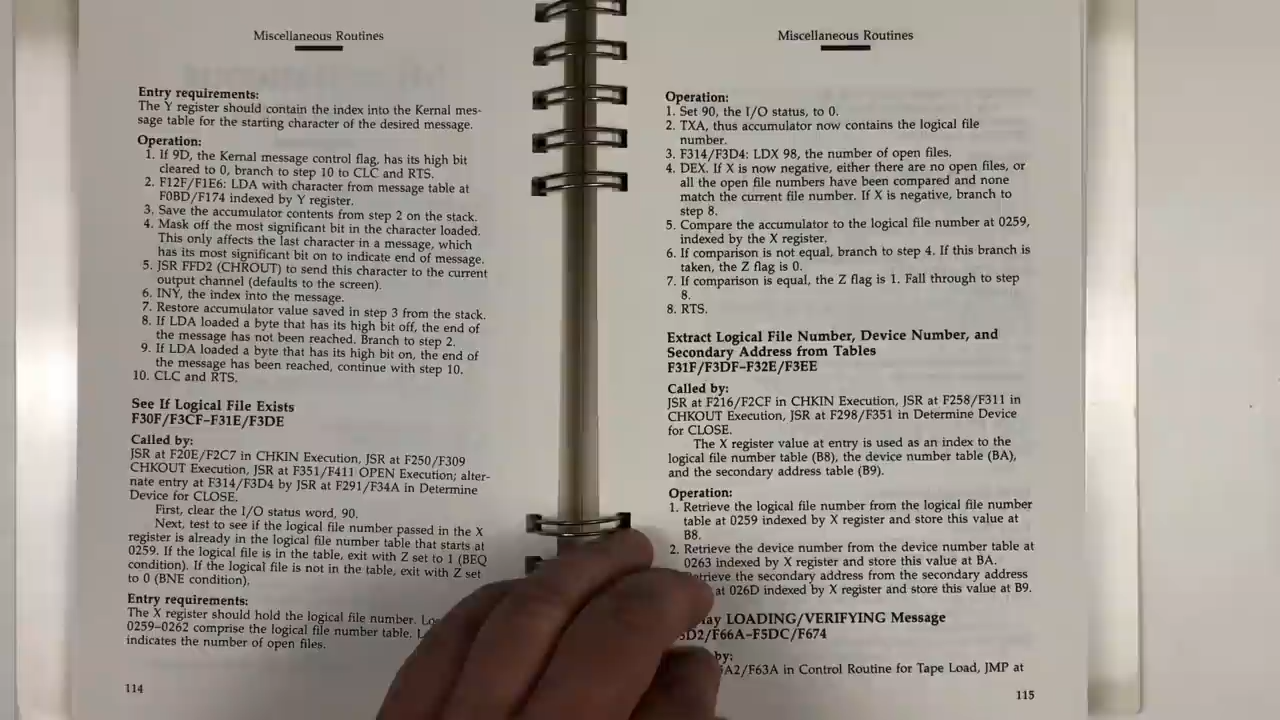 Miscellaneous Routines
Entry requirements:
The Y register should contain the index into the Kernal mes-
sage table for the starting character of the desired message.
Operation:
1. If 9D, the Kernal message control flag, has its high bit
cleared to 0, branch to step 10 to CLC and RTS.
2. F12F/F1E6: LDA with character from message table at
F0BD/F174 indexed by Y register.
3. Save the accumulator contents from step 2 on the stack.
4. Mask off the most significant bit in the character loaded.
This only affects the last character in a message, which
has its most significant bit on to indicate end of message.
5. JSR FFD2 (CHROUT) to send this character to the current
output channel (defaults to the screen).
6. INY, the index into the message.
7. Restore accumulator value saved in step 3 from the stack.
8. If LDA loaded a byte that has its high bit off, the end of
the message has not been reached. Branch to step 2.
9. If LDA loaded a byte that has its high bit on, the end of
the message has been reached, continue with step 10.
10. CLC and RTS.
See If Logical File Exists
F30F/F3CF–F31E/F3DE
Called by:
JSR at F20E/F2C7 in CHKIN Execution, JSR at F250/F309
CHKOUT Execution, JSR at F351/F411 OPEN Execution; alter-
nate entry at F314/F3D4 by JSR at F291/F34A in Determine
Device for CLOSE.
First, clear the I/O status word, 90.
Next, test to see if the logical file number passed in the X
register is already in the logical file number table that starts at
0259. If the logical file is in the table, exit with Z set to 1 (BEQ
condition). If the logical file is not in the table, exit with Z set
to 0 (BNE condition).
Entry requirements:
The X register should hold the logical file number.
0259–0262 comprise the logical file number table.
indicates the number of open files.
114
Miscellaneous Routines
Operation:
1. Set 90, the I/O status, to 0.
2. TXA, thus accumulator now contains the logical file
number.
3. F314/F3D4: LDX 98, the number of open files.
4. DEX. If X is now negative, either there are no open files, or
all the open file numbers have been compared and none
match the current file number. If X is negative, branch to
step 8.
5. Compare the accumulator to the logical file number at 0259,
indexed by the X register.
6. If comparison is not equal, branch to step 4. If this branch is
taken, the Z flag is 0.
7. If comparison is equal, the Z flag is 1. Fall through to step
8.
8. RTS.
Extract Logical File Number, Device Number, and
Secondary Address from Tables
F31F/F3DF–F32E/F3EE
Called by:
JSR at F216/F2CF in CHKIN Execution, JSR at F258/F311 in
CHKOUT Execution, JSR at F298/F351 in Determine Device
for CLOSE.
The X register value at entry is used as an index to the
logical file number table (B8), the device number table (BA),
and the secondary address table (B9).
Operation:
1. Retrieve the logical file number from the logical file number
table at 0259 indexed by X register and store this value at
B8.
2. Retrieve the device number from the device number table at
0263 indexed by X register and store this value at BA.
the secondary address from the secondary address
at 026D indexed by X register and store this value at B9.
LOADING/VERIFYING Message
5D2/F66A–F5DC/F674
by:
5A2/F63A in Control Routine for Tape Load, JMP at
115